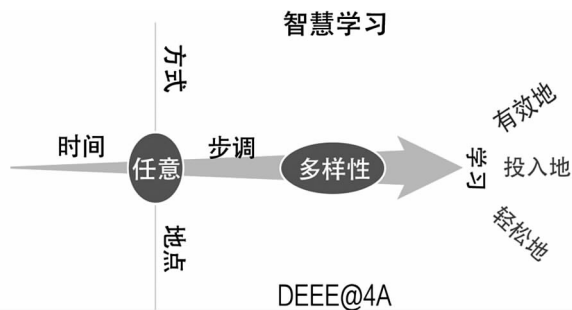 智慧学习
方式
时间
任意
步调
多样性
地点
学习
有效地
投入地
轻松地
DEEE@4A